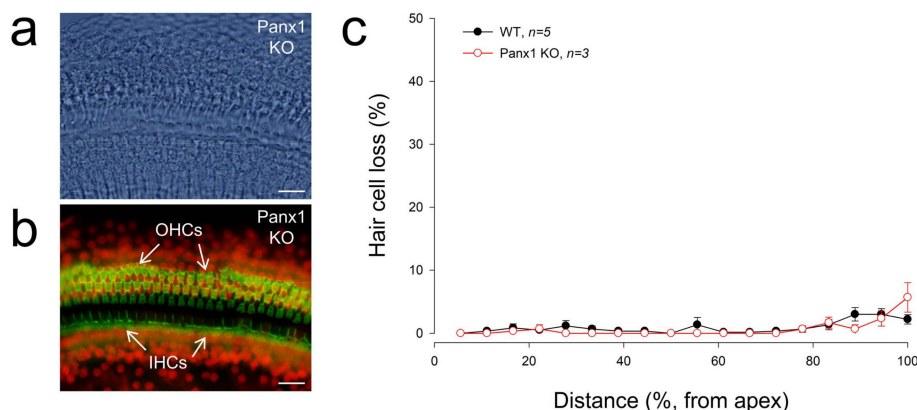 a
Panx1
KO
b
Panx1
KO
OHCs
IHCs
c
WT, n=5
Panx1 KO, n=3
Hair cell loss (%)
50
40
30
20
10
0
0
20
40
60
80
100
Distance (%, from apex)